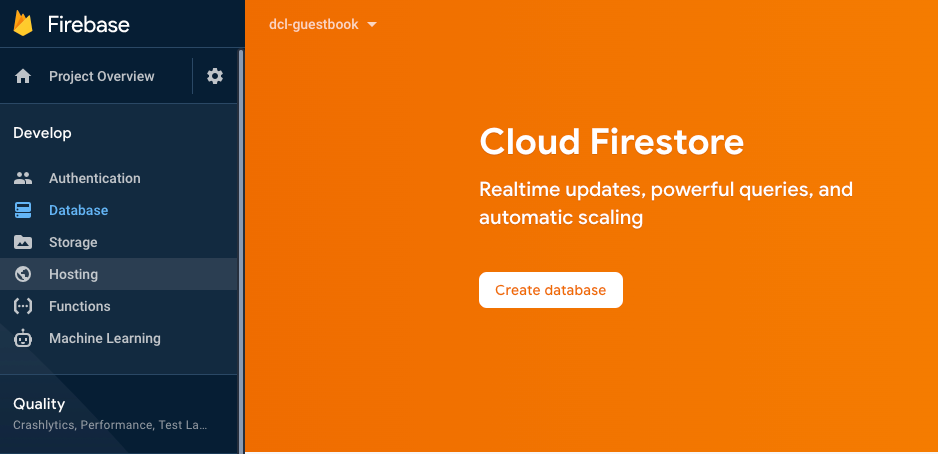 Firebase
Project Overview
Develop
Authentication
Database
Storage
Hosting
Functions
Machine Learning
Quality
Crashlytics, Performance, Test La...
dcl-guestbook
Cloud Firestore
Realtime updates, powerful queries, and
automatic scaling
Create database